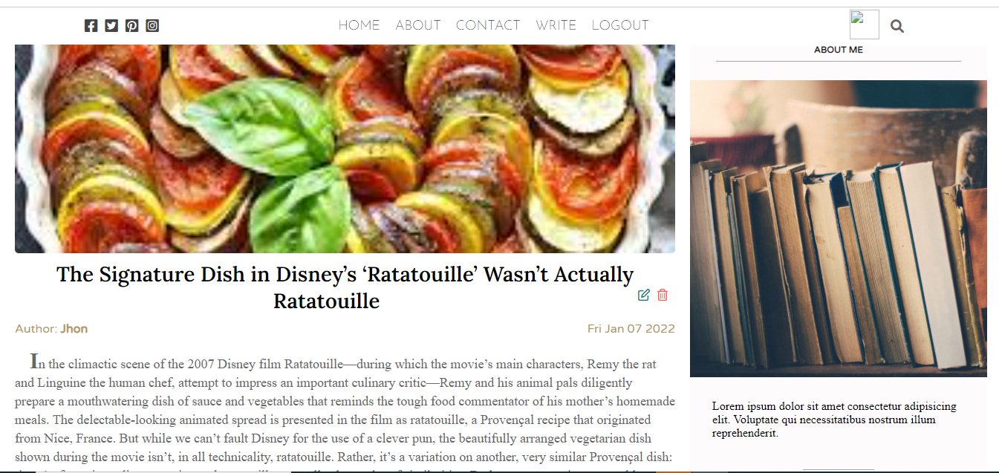 HOME ABOUT CONTACT WRITE LOGOUT
The Signature Dish in Disney’s ‘Ratatouille’ Wasn’t Actually
Ratatouille
Author: Jhon
Fri Jan 07 2022
In the climactic scene of the 2007 Disney film Ratatouille—during which the movie’s main characters, Remy the rat
and Linguine the human chef, attempt to impress an important culinary critic—Remy and his animal pals diligently
prepare a mouthwatering dish of sauce and vegetables that reminds the tough food commentator of his mother’s homemade
meals. The delectable-looking animated spread is presented in the film as ratatouille, a Provençal recipe that originated
from Nice, France. But while we can’t fault Disney for the use of a clever pun, the beautifully arranged vegetarian dish
shown during the movie isn’t, in all technicality, ratatouille. Rather, it’s a variation on another, very similar Provençal dish:
ABOUT ME
Lorem ipsum dolor sit amet consectetur adipisicing
elit. Voluptate qui necessitatibus nostrum illum
reprehenderit.